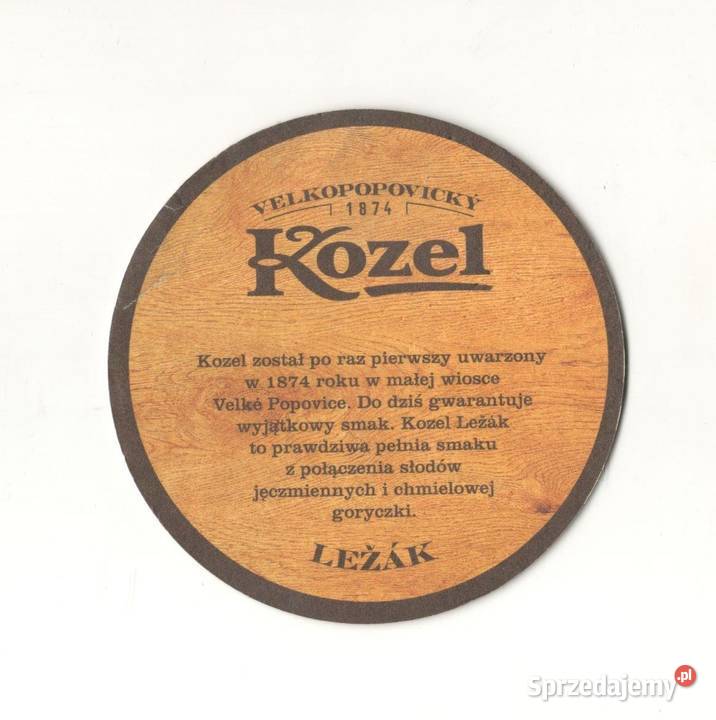 VELKOPOPOVICKÝ
1874
Kozel
Kozel został po raz pierwszy uwarzony
w 1874 roku w małej wiosce
Velké Popovice. Do dziś gwarantuje
wyjątkowy smak. Kozel Ležák
to prawdziwa pełnia smaku
z połączenia słodów
jęczmiennych i chmielowej
goryczki.
LEŽÁK
Sprzedajemy.pl